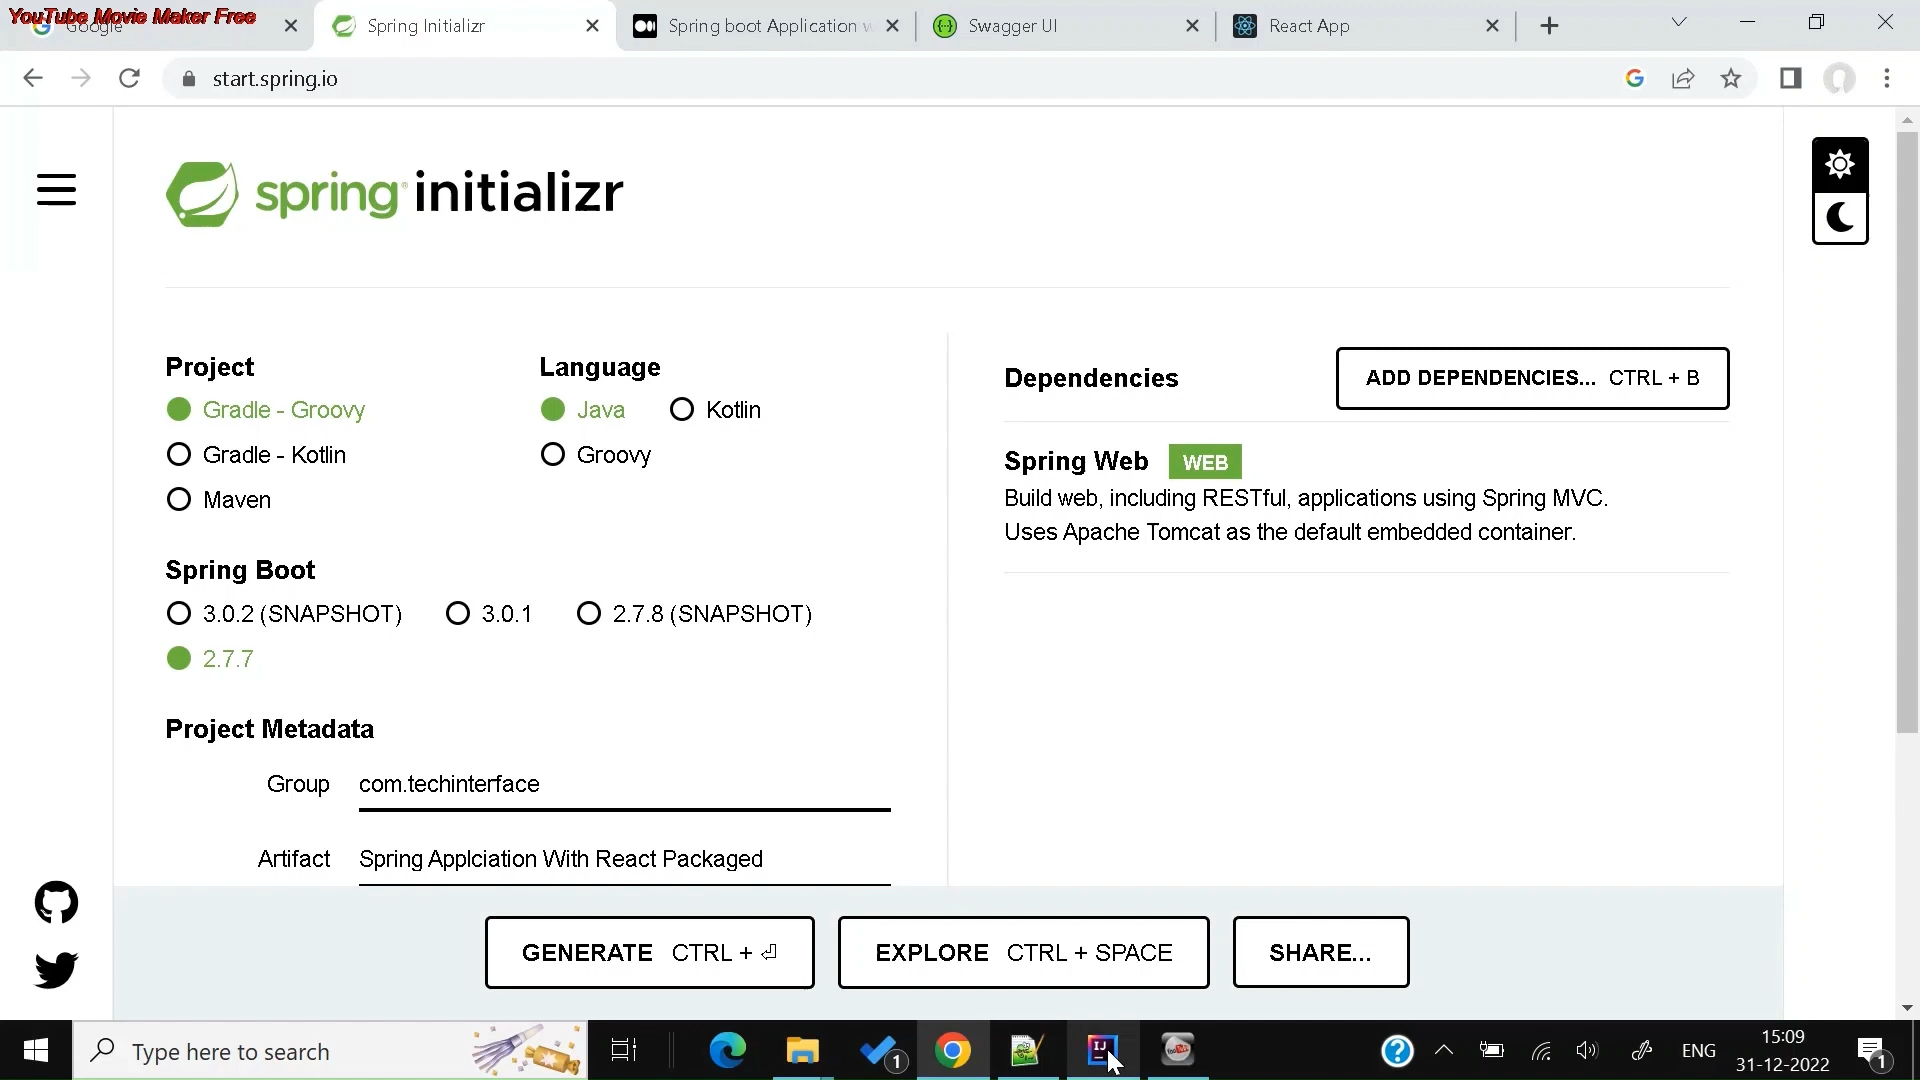 YouTube Movie Maker Free
Google
Spring Initializr
Spring boot Application w
Swagger UI
React App
start.spring.io
spring initializr
Project
Gradle - Groovy
Gradle - Kotlin
Maven
Language
Java
Kotlin
Groovy
Spring Boot
3.0.2 (SNAPSHOT)
3.0.1
2.7.8 (SNAPSHOT)
2.7.7
Project Metadata
Group com.techinterface
Artifact Spring Applciation With React Packaged
Dependencies
ADD DEPENDENCIES... CTRL + B
Spring Web WEB
Build web, including RESTful, applications using Spring MVC.
Uses Apache Tomcat as the default embedded container.
GENERATE CTRL + ⏎
EXPLORE CTRL + SPACE
SHARE...
Type here to search
1
IJ
ENG
15:09
31-12-2022
1